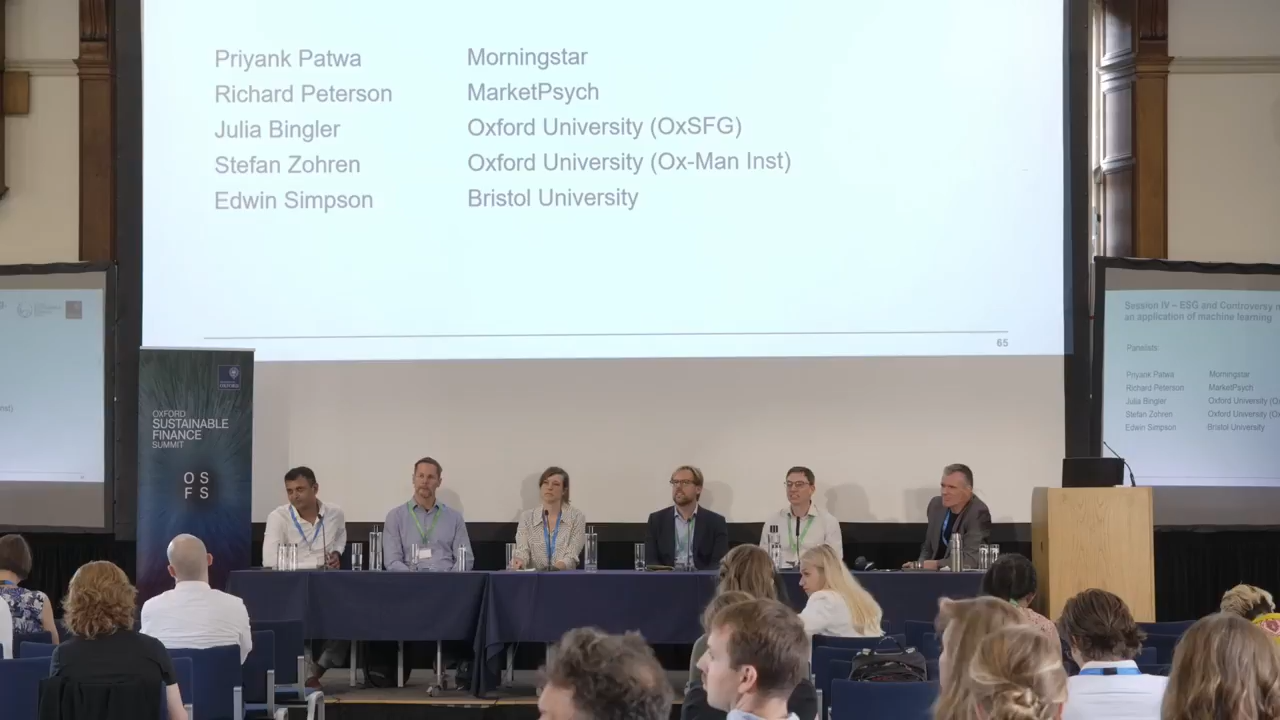 Priyank Patwa Morningstar
Richard Peterson MarketPsych
Julia Bingler Oxford University (OxSFG)
Stefan Zohren Oxford University (Ox-Man Inst)
Edwin Simpson Bristol University
65
OXFORD
SUSTAINABLE
FINANCE
SUMMIT
O S
F S
Session IV – ESG and Controversy
an application of machine learning
Panelists:
Priyank Patwa Morningstar
Richard Peterson MarketPsych
Julia Bingler Oxford University
Stefan Zohren Oxford University
Edwin Simpson Bristol University